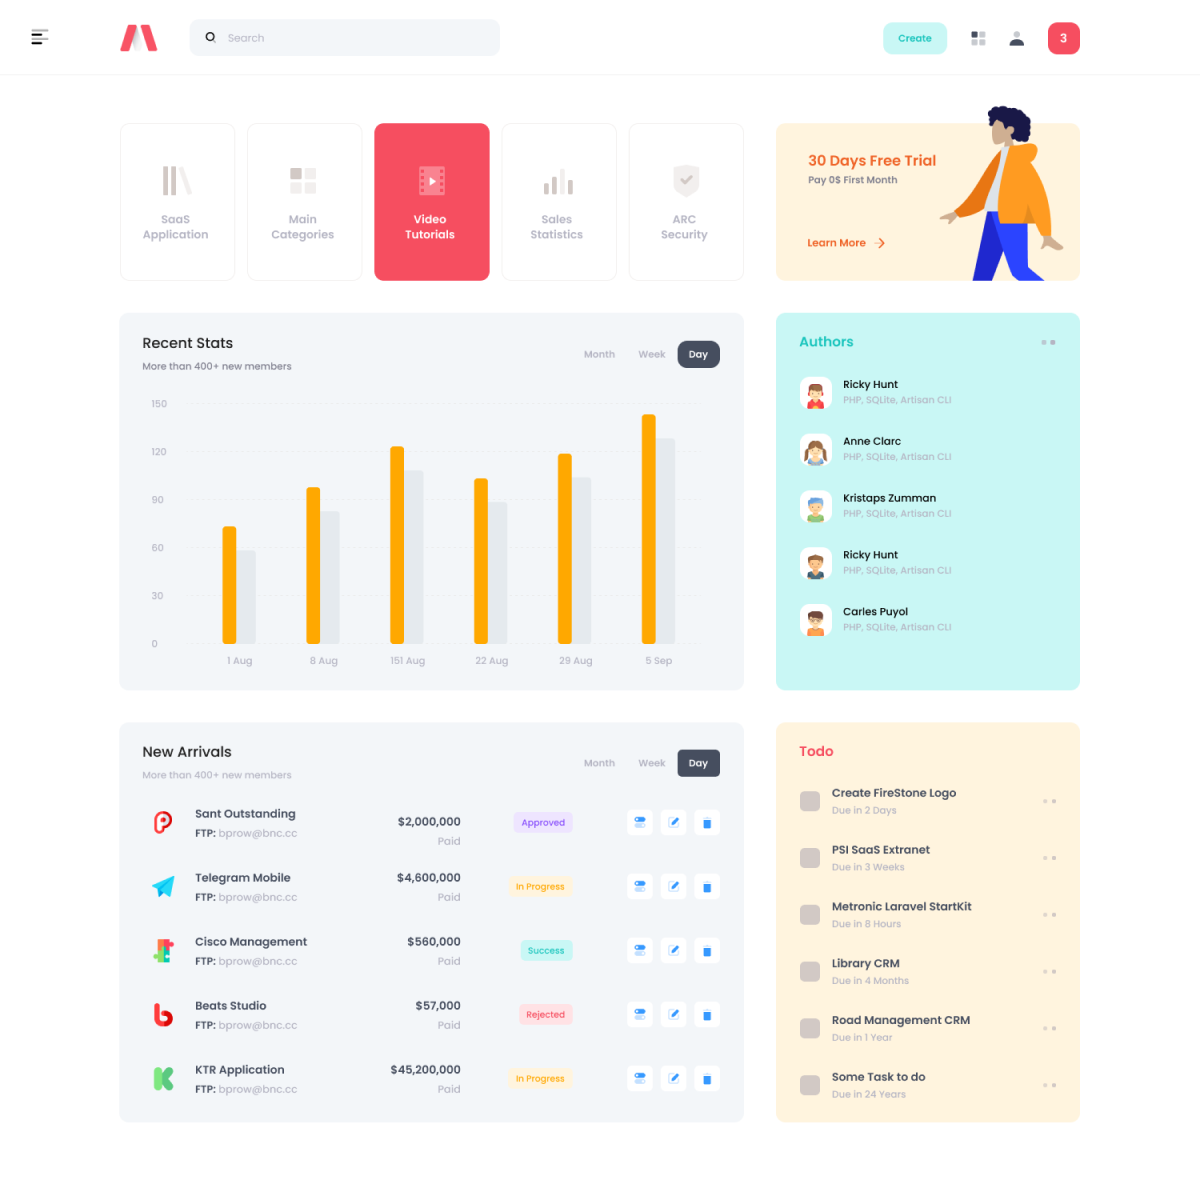 Search
Create
3
SaaS
Application
Main
Categories
Video
Tutorials
Sales
Statistics
ARC
Security
30 Days Free Trial
Pay 0$ First Month
Learn More
Recent Stats
More than 400+ new members
Month
Week
Day
150
120
90
60
30
0
1 Aug
8 Aug
151 Aug
22 Aug
29 Aug
5 Sep
Authors
Ricky Hunt
PHP, SQLite, Artisan CLI
Anne Clarc
PHP, SQLite, Artisan CLI
Kristaps Zumman
PHP, SQLite, Artisan CLI
Ricky Hunt
PHP, SQLite, Artisan CLI
Carles Puyol
PHP, SQLite, Artisan CLI
New Arrivals
More than 400+ new members
Month
Week
Day
Sant Outstanding
FTP: bprow@bnc.cc
$2,000,000
Paid
Approved
Telegram Mobile
FTP: bprow@bnc.cc
$4,600,000
Paid
In Progress
Cisco Management
FTP: bprow@bnc.cc
$560,000
Paid
Success
Beats Studio
FTP: bprow@bnc.cc
$57,000
Paid
Rejected
KTR Application
FTP: bprow@bnc.cc
$45,200,000
Paid
In Progress
Todo
Create FireStone Logo
Due in 2 Days
PSI SaaS Extranet
Due in 3 Weeks
Metronic Laravel StartKit
Due in 8 Hours
Library CRM
Due in 4 Months
Road Management CRM
Due in 1 Year
Some Task to do
Due in 24 Years